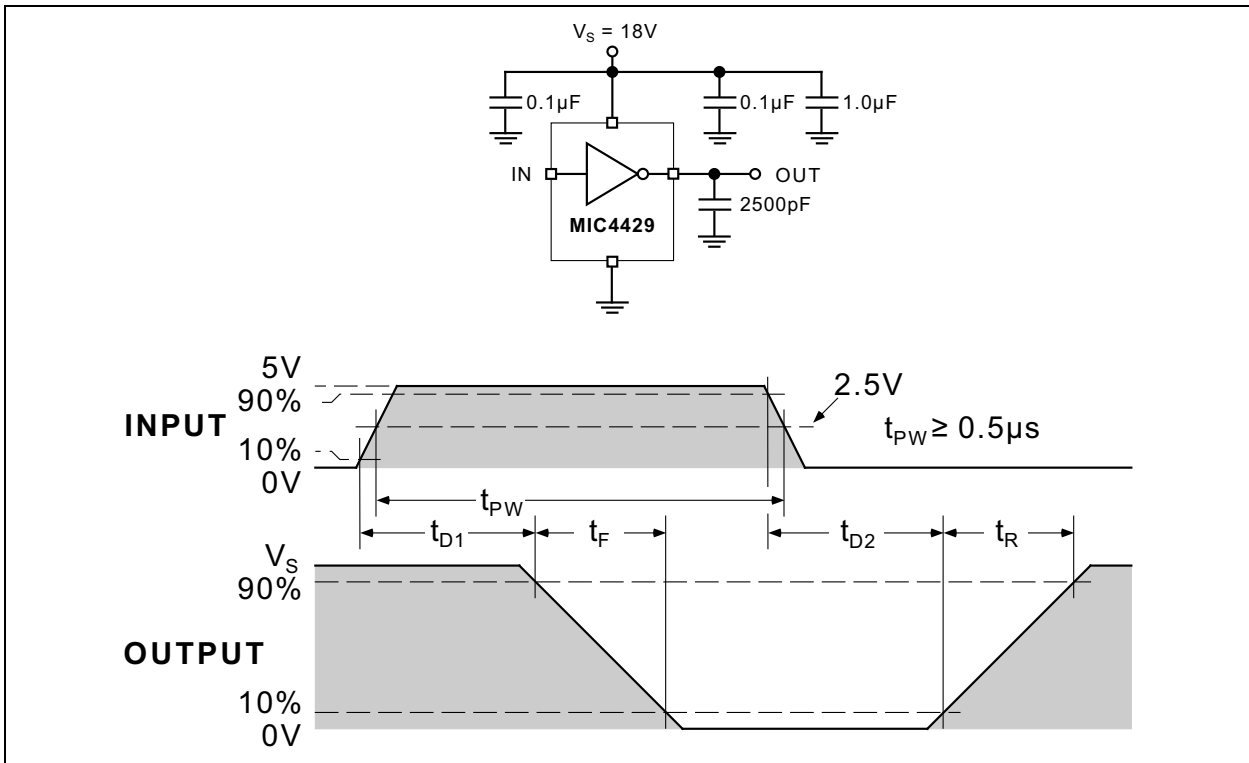 V_S = 18V
0.1µF
0.1µF
1.0µF
IN
OUT
2500pF
MIC4429
5V
90%
2.5V
INPUT
t_PW ≥ 0.5µs
10%
0V
t_PW
t_D1
t_F
t_D2
t_R
V_S
90%
OUTPUT
10%
0V